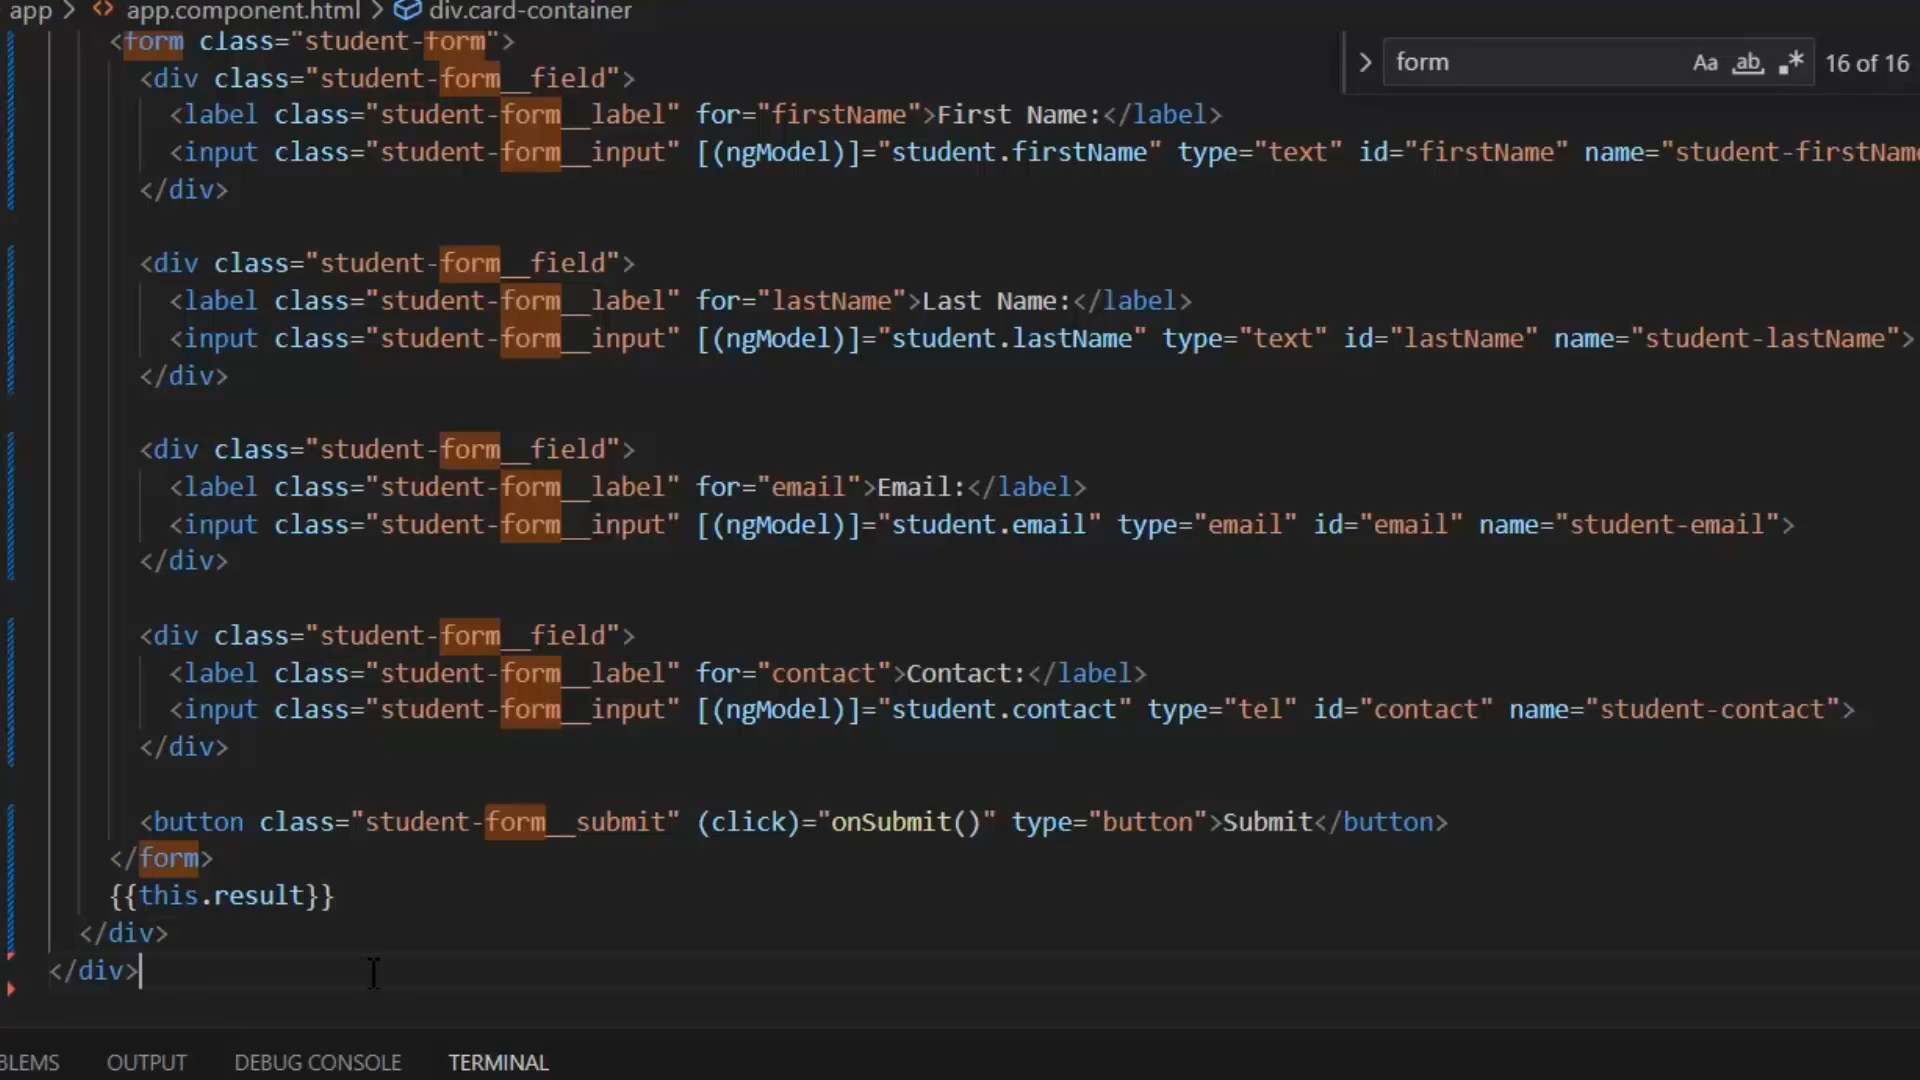 app > <> app.component.html > div.card-container
<form class="student-form">
<div class="student-form__field">
<label class="student-form__label" for="firstName">First Name:</label>
<input class="student-form__input" [(ngModel)]="student.firstName" type="text" id="firstName" name="student-firstName
</div>
<div class="student-form__field">
<label class="student-form__label" for="lastName">Last Name:</label>
<input class="student-form__input" [(ngModel)]="student.lastName" type="text" id="lastName" name="student-lastName">
</div>
<div class="student-form__field">
<label class="student-form__label" for="email">Email:</label>
<input class="student-form__input" [(ngModel)]="student.email" type="email" id="email" name="student-email">
</div>
<div class="student-form__field">
<label class="student-form__label" for="contact">Contact:</label>
<input class="student-form__input" [(ngModel)]="student.contact" type="tel" id="contact" name="student-contact">
</div>
<button class="student-form__submit" (click)="onSubmit()" type="button">Submit</button>
</form>
{{this.result}}
</div>
</div>
> form Aa ab .* 16 of 16
BLEMS OUTPUT DEBUG CONSOLE TERMINAL